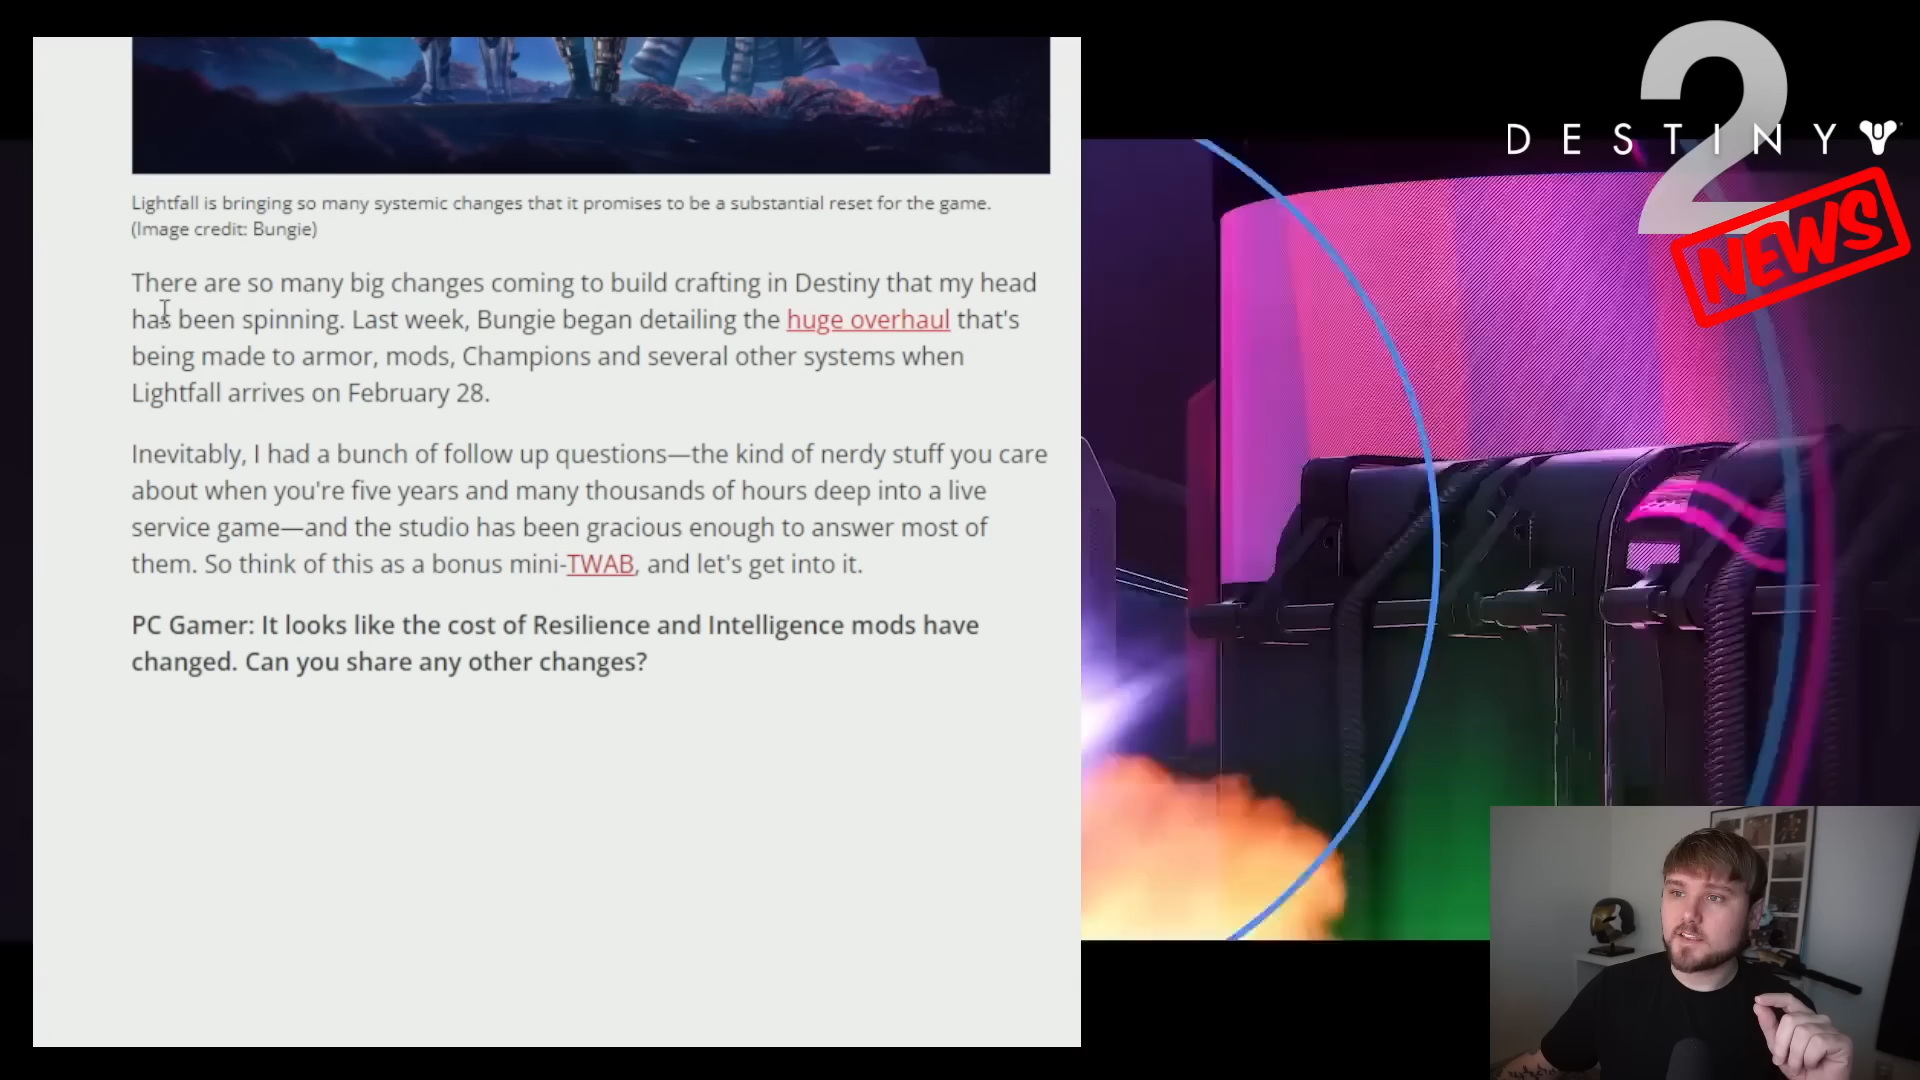 Lightfall is bringing so many systemic changes that it promises to be a substantial reset for the game.
(Image credit: Bungie)
There are so many big changes coming to build crafting in Destiny that my head
has been spinning. Last week, Bungie began detailing the huge overhaul that's
being made to armor, mods, Champions and several other systems when
Lightfall arrives on February 28.
Inevitably, I had a bunch of follow up questions—the kind of nerdy stuff you care
about when you're five years and many thousands of hours deep into a live
service game—and the studio has been gracious enough to answer most of
them. So think of this as a bonus mini-TWAB, and let's get into it.
PC Gamer: It looks like the cost of Resilience and Intelligence mods have
changed. Can you share any other changes?
2
DESTINY
NEWS